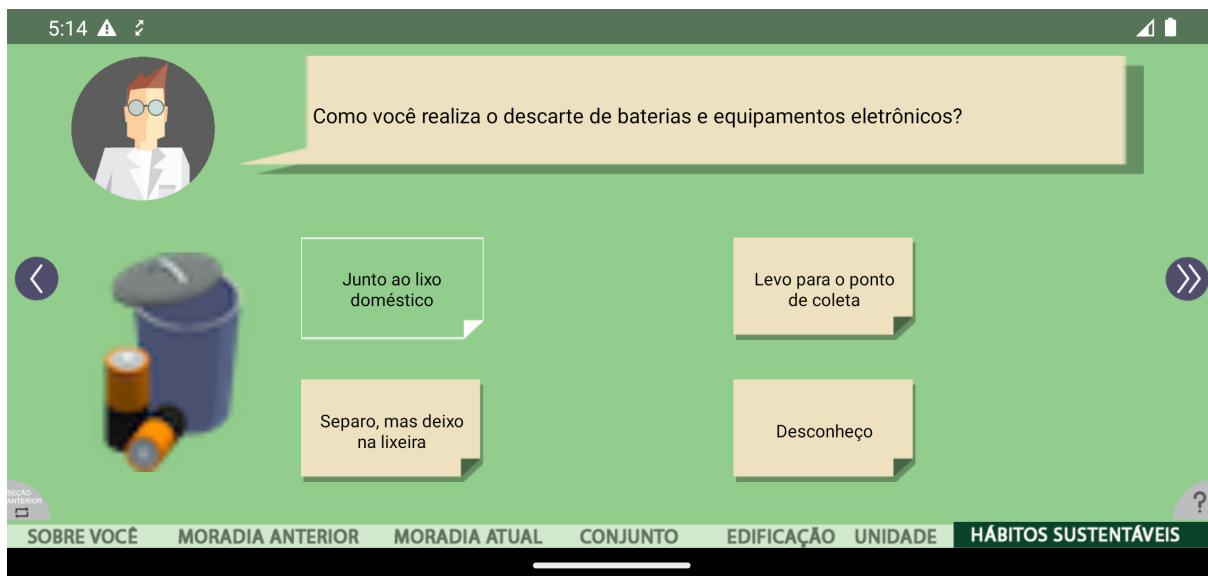 5:14
Como você realiza o descarte de baterias e equipamentos eletrônicos?
Junto ao lixo
doméstico
Levo para o ponto
de coleta
Separo, mas deixo
na lixeira
Desconheço
SEÇÃO
ANTERIOR
?
SOBRE VOCÊ MORADIA ANTERIOR MORADIA ATUAL CONJUNTO EDIFICAÇÃO UNIDADE HÁBITOS SUSTENTÁVEIS